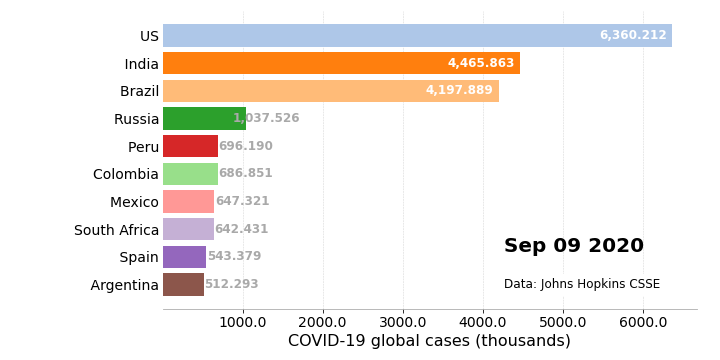 US 6,360.212
India 4,465.863
Brazil 4,197.889
Russia 1,037.526
Peru 696.190
Colombia 686.851
Mexico 647.321
South Africa 642.431
Spain 543.379
Argentina 512.293
Sep 09 2020
Data: Johns Hopkins CSSE
1000.0 2000.0 3000.0 4000.0 5000.0 6000.0
COVID-19 global cases (thousands)